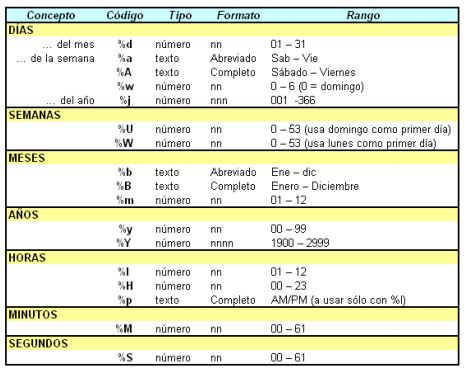 Concepto Código Tipo Formato Rango
DÍAS
... del mes %d número nn 01 – 31
... de la semana %a texto Abreviado Sab – Vie
%A texto Completo Sábado – Viernes
%w número nn 0 – 6 (0 = domingo)
... del año %j número nnn 001 -366
SEMANAS
%U número nn 0 – 53 (usa domingo como primer día)
%W número nn 0 – 53 (usa lunes como primer día)
MESES
%b texto Abreviado Ene – dic
%B texto Completo Enero – Diciembre
%m número nn 01 – 12
AÑOS
%y número nn 00 – 99
%Y número nnnn 1900 – 2999
HORAS
%I número nn 01 – 12
%H número nn 00 – 23
%p texto Completo AM/PM (a usar sólo con %I)
MINUTOS
%M número nn 00 – 61
SEGUNDOS
%S número nn 00 – 61